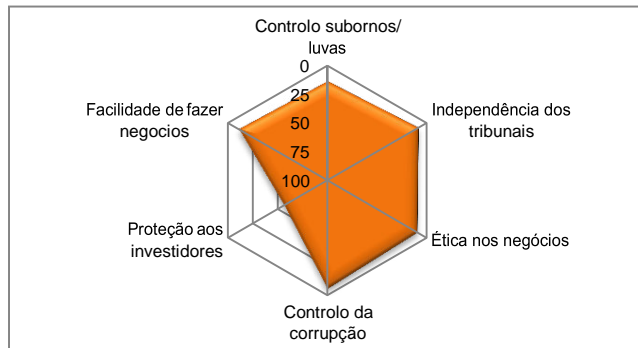 Controlo subornos/
luvas
0
25
50
75
100
Facilidade de fazer
negocios
Independência dos
tribunais
Proteção aos
investidores
Ética nos negócios
Controlo da
corrupção